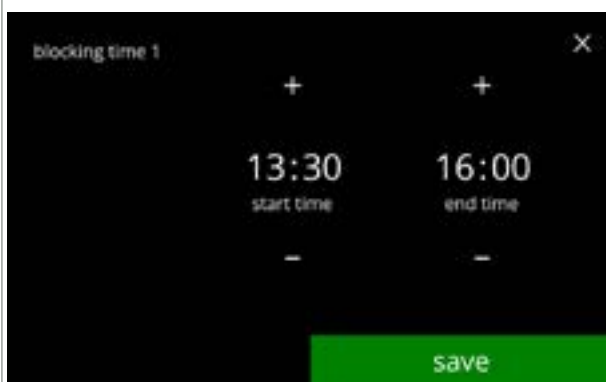 blocking time 1 ×
+ +
13:30 16:00
start time end time
− −
save